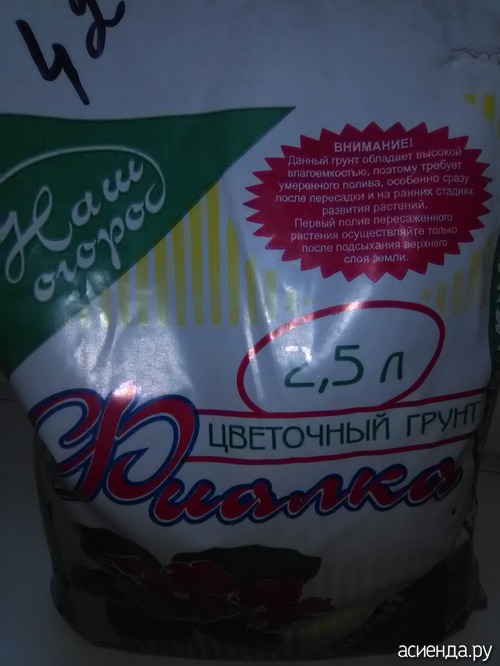 42
Наш
огород
ВНИМАНИЕ!
Данный грунт обладает высокой
влагоемкостью, поэтому требует
умеренного полива, особенно сразу
после пересадки и на ранних стадиях
развития растений.
Первый полив пересаженного
растения осуществляйте только
после подсыхания верхнего
слоя земли.
2,5 л
ЦВЕТОЧНЫЙ ГРУНТ
Фиалка
асиенда.ру